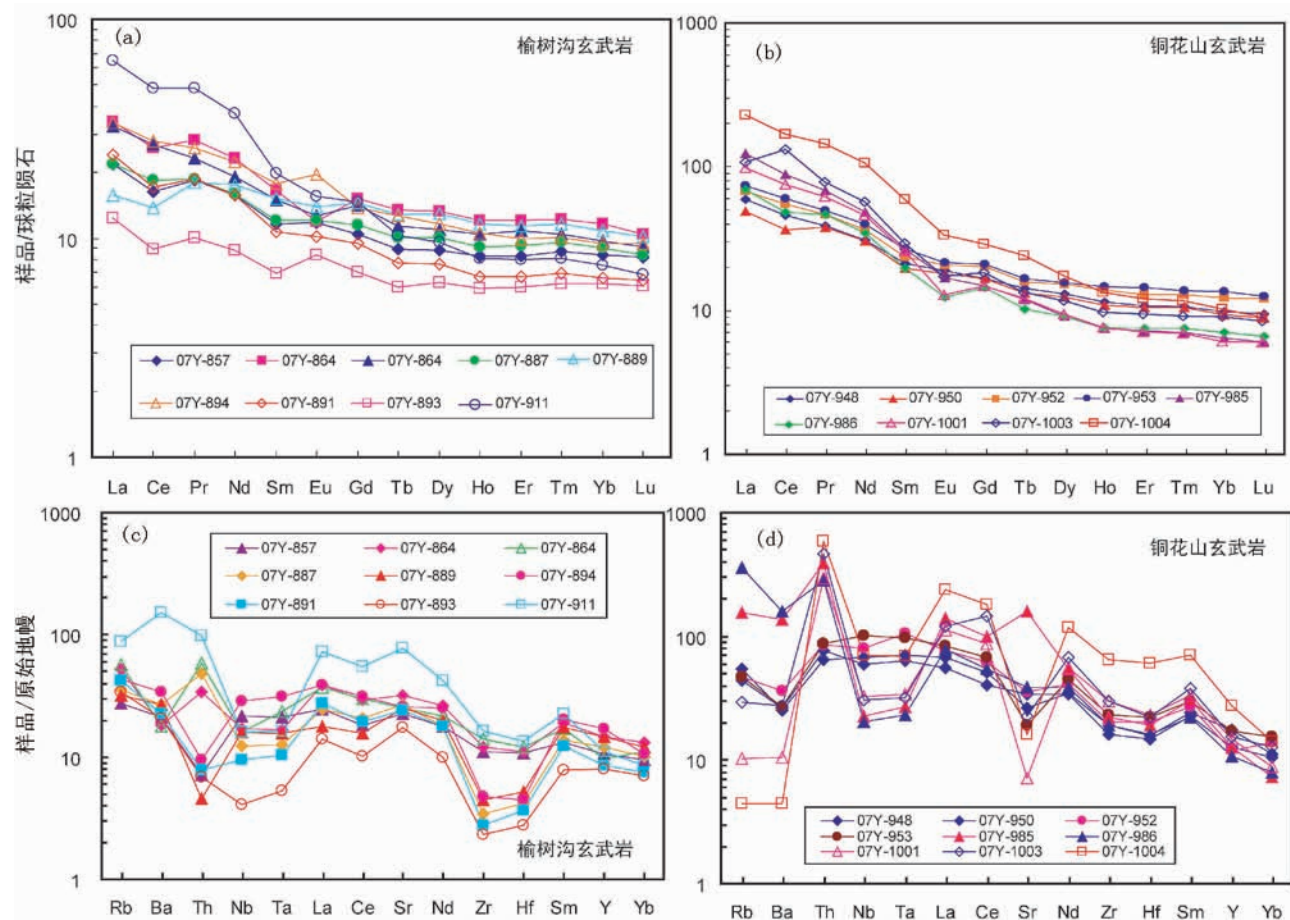 (a)
榆树沟玄武岩
100
10
1
样品/球粒陨石
07Y-857 07Y-864 07Y-864 07Y-887 07Y-889
07Y-894 07Y-891 07Y-893 07Y-911
La Ce Pr Nd Sm Eu Gd Tb Dy Ho Er Tm Yb Lu
(b)
铜花山玄武岩
1000
100
10
1
07Y-948 07Y-950 07Y-952 07Y-953 07Y-985
07Y-986 07Y-1001 07Y-1003 07Y-1004
La Ce Pr Nd Sm Eu Gd Tb Dy Ho Er Tm Yb Lu
(c)
1000
100
10
1
样品/原始地幔
07Y-857 07Y-864 07Y-864
07Y-887 07Y-889 07Y-894
07Y-891 07Y-893 07Y-911
榆树沟玄武岩
Rb Ba Th Nb Ta La Ce Sr Nd Zr Hf Sm Y Yb
(d)
铜花山玄武岩
1000
100
10
1
07Y-948 07Y-950 07Y-952
07Y-953 07Y-985 07Y-986
07Y-1001 07Y-1003 07Y-1004
Rb Ba Th Nb Ta La Ce Sr Nd Zr Hf Sm Y Yb